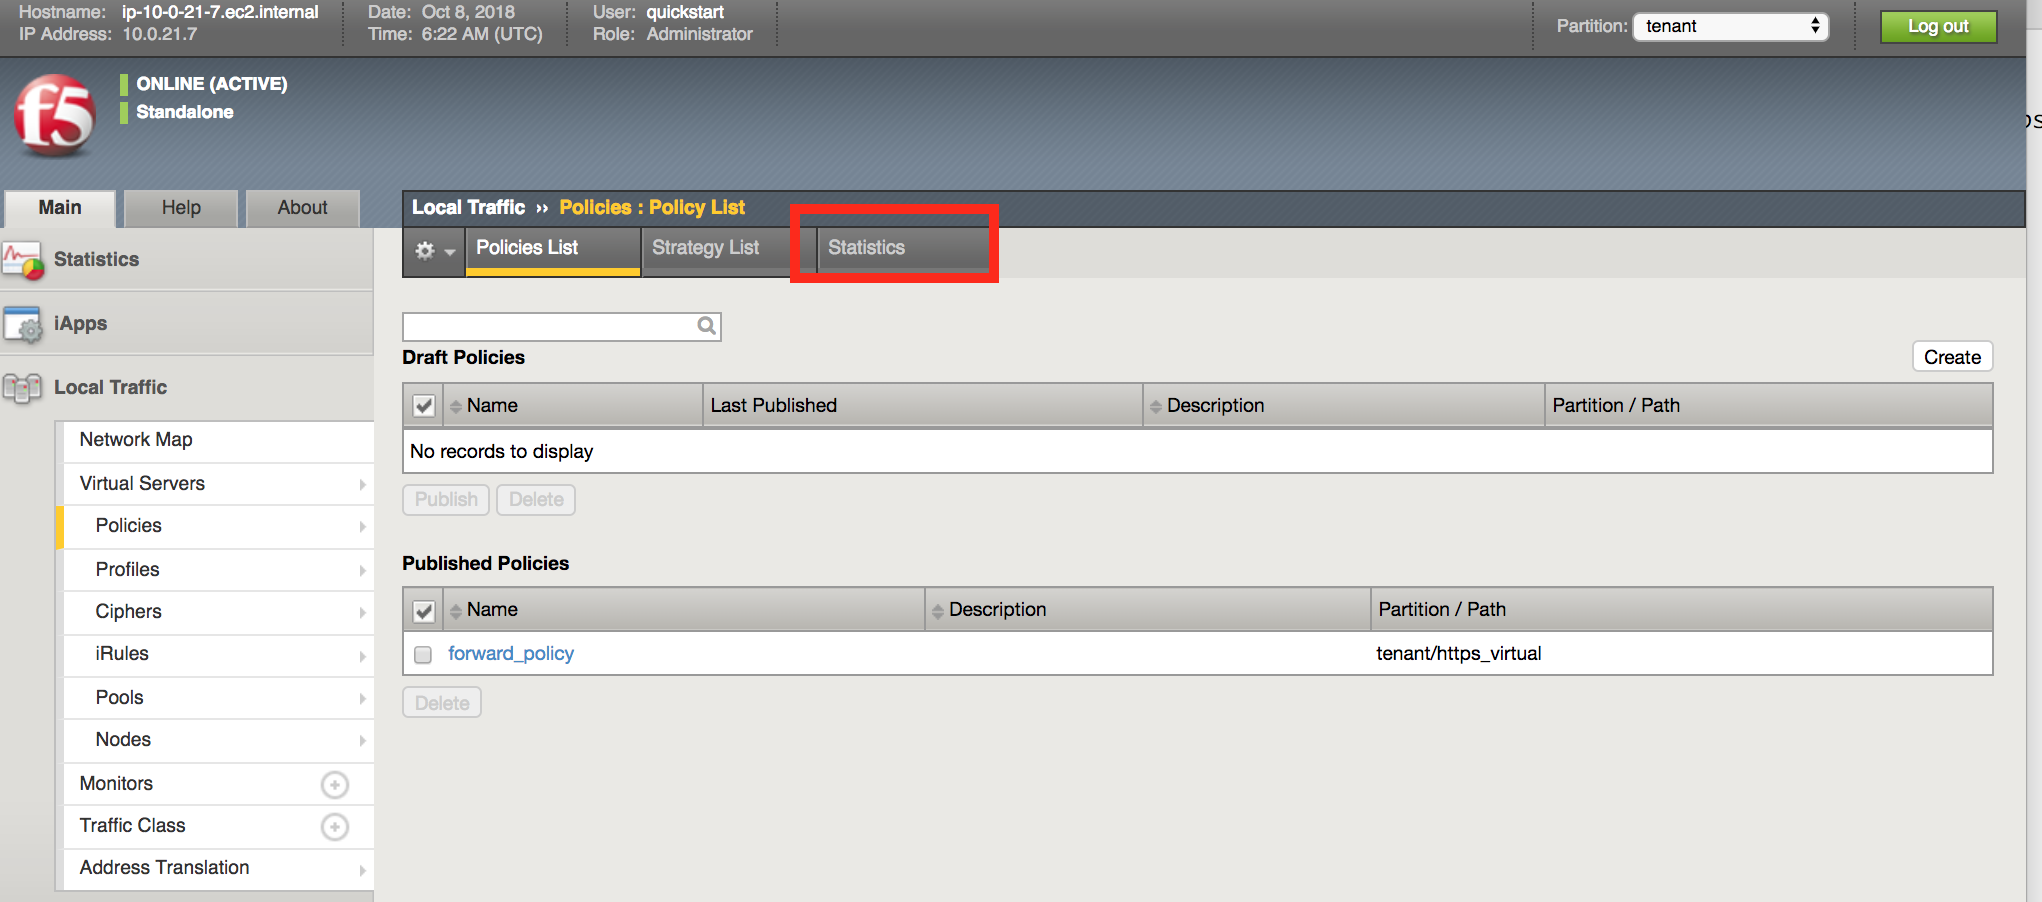 Hostname: ip-10-0-21-7.ec2.internal Date: Oct 8, 2018 User: quickstart
IP Address: 10.0.21.7 Time: 6:22 AM (UTC) Role: Administrator
Partition: tenant Log out
f5
ONLINE (ACTIVE)
Standalone
Main Help About
Local Traffic ›› Policies : Policy List
Policies List Strategy List Statistics
Statistics
iApps
Local Traffic
Network Map
Virtual Servers
Policies
Profiles
Ciphers
iRules
Pools
Nodes
Monitors
Traffic Class
Address Translation
Draft Policies Create
Name Last Published Description Partition / Path
No records to display
Publish Delete
Published Policies
Name Description Partition / Path
forward_policy tenant/https_virtual
Delete